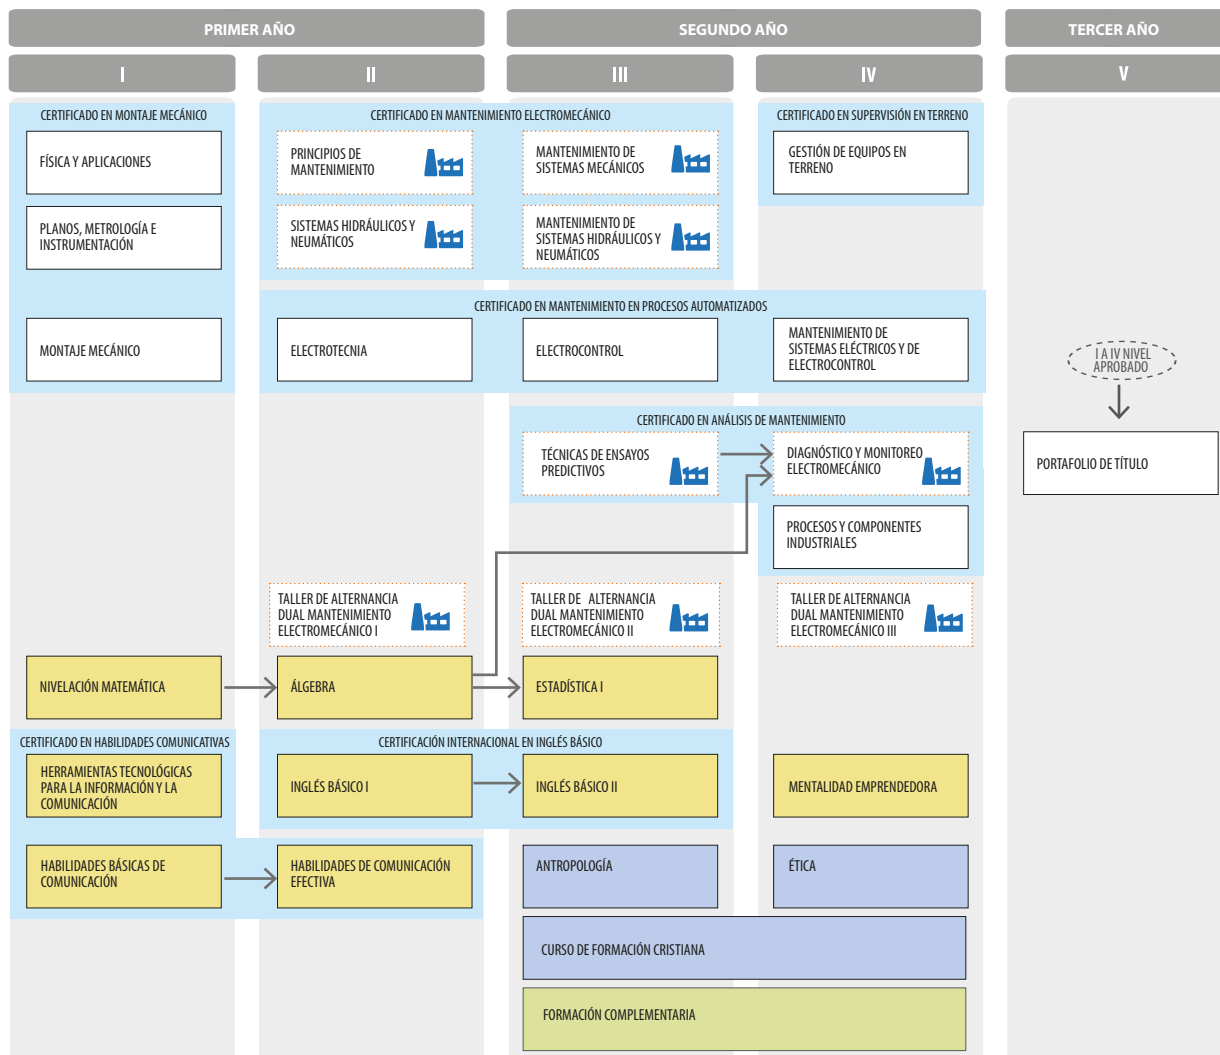 PRIMER AÑO
SEGUNDO AÑO
TERCER AÑO
I
II
III
IV
V
CERTIFICADO EN MONTAJE MECÁNICO
CERTIFICADO EN MANTENIMIENTO ELECTROMECÁNICO
CERTIFICADO EN SUPERVISIÓN EN TERRENO
FÍSICA Y APLICACIONES
PRINCIPIOS DE
MANTENIMIENTO
MANTENIMIENTO DE
SISTEMAS MECÁNICOS
GESTIÓN DE EQUIPOS EN
TERRENO
PLANOS, METROLOGÍA E
INSTRUMENTACIÓN
SISTEMAS HIDRÁULICOS Y
NEUMÁTICOS
MANTENIMIENTO DE
SISTEMAS HIDRÁULICOS Y
NEUMÁTICOS
CERTIFICADO EN MANTENIMIENTO EN PROCESOS AUTOMATIZADOS
MONTAJE MECÁNICO
ELECTROTECNIA
ELECTROCONTROL
MANTENIMIENTO DE
SISTEMAS ELÉCTRICOS Y DE
ELECTROCONTROL
I A IV NIVEL
APROBADO
CERTIFICADO EN ANÁLISIS DE MANTENIMIENTO
TÉCNICAS DE ENSAYOS
PREDICTIVOS
DIAGNÓSTICO Y MONITOREO
ELECTROMECÁNICO
PORTAFOLIO DE TÍTULO
PROCESOS Y COMPONENTES
INDUSTRIALES
TALLER DE ALTERNANCIA
DUAL MANTENIMIENTO
ELECTROMECÁNICO I
TALLER DE ALTERNANCIA
DUAL MANTENIMIENTO
ELECTROMECÁNICO II
TALLER DE ALTERNANCIA
DUAL MANTENIMIENTO
ELECTROMECÁNICO III
NIVELACIÓN MATEMÁTICA
ÁLGEBRA
ESTADÍSTICA I
CERTIFICADO EN HABILIDADES COMUNICATIVAS
CERTIFICACIÓN INTERNACIONAL EN INGLÉS BÁSICO
HERRAMIENTAS TECNOLÓGICAS
PARA LA INFORMACIÓN Y LA
COMUNICACIÓN
INGLÉS BÁSICO I
INGLÉS BÁSICO II
MENTALIDAD EMPRENDEDORA
HABILIDADES BÁSICAS DE
COMUNICACIÓN
HABILIDADES DE COMUNICACIÓN
EFECTIVA
ANTROPOLOGÍA
ÉTICA
CURSO DE FORMACIÓN CRISTIANA
FORMACIÓN COMPLEMENTARIA